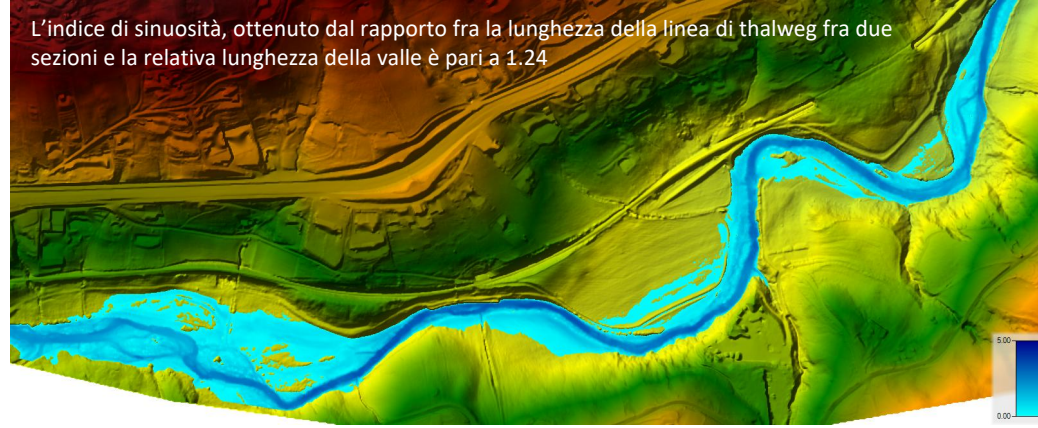 L’indice di sinuosità, ottenuto dal rapporto fra la lunghezza della linea di thalweg fra due
sezioni e la relativa lunghezza della valle è pari a 1.24
5.00
0.00